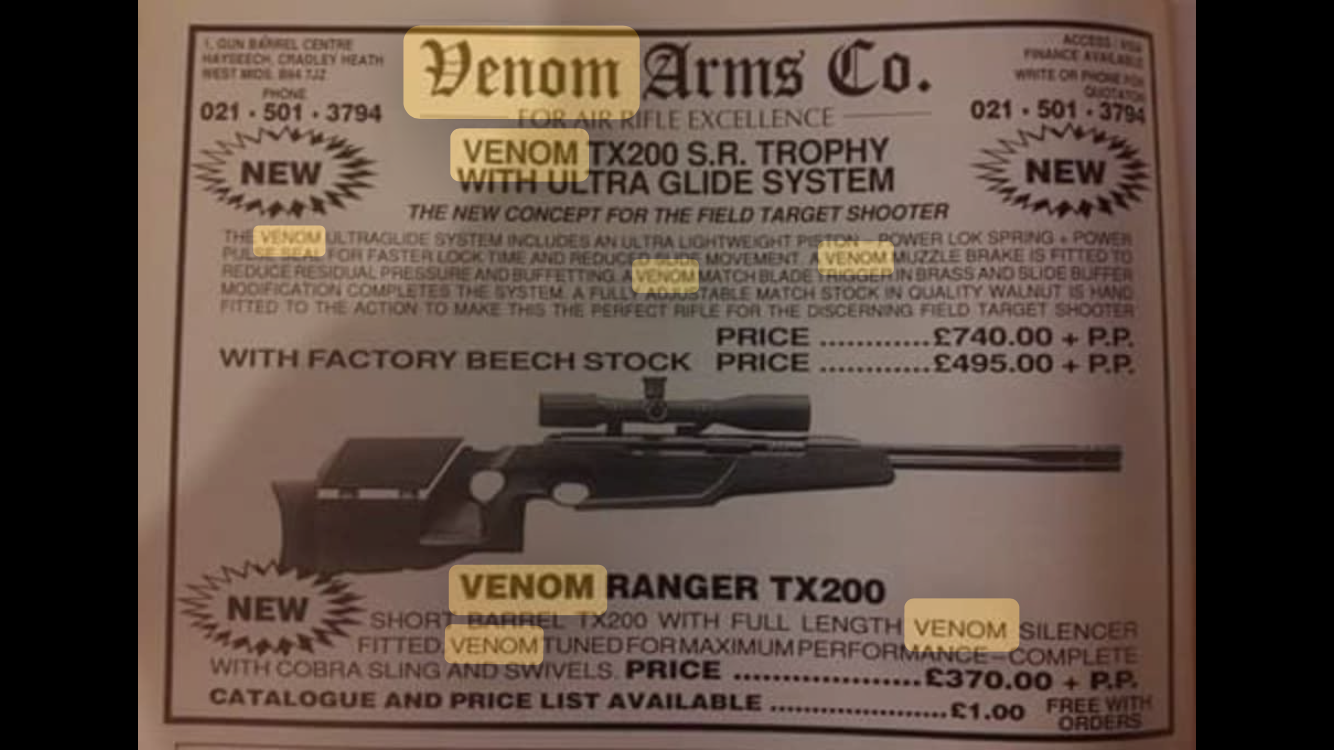 1, GUN BARREL CENTRE
HAYSEECH, CRADLEY HEATH
WEST MIDS. B64 7JZ
PHONE
021 · 501 · 3794
Venom Arms Co.
FOR AIR RIFLE EXCELLENCE
ACCESS / VISA
FINANCE AVAILABLE
WRITE OR PHONE FOR
QUOTATION
021 · 501 · 3794
NEW
VENOM TX200 S.R. TROPHY
WITH ULTRA GLIDE SYSTEM
NEW
THE NEW CONCEPT FOR THE FIELD TARGET SHOOTER
THE VENOM ULTRAGLIDE SYSTEM INCLUDES AN ULTRA LIGHTWEIGHT PISTON – POWER LOK SPRING + POWER
PULSE SEAL FOR FASTER LOCK TIME AND REDUCED GUIDE MOVEMENT. A VENOM MUZZLE BRAKE IS FITTED TO
REDUCE RESIDUAL PRESSURE AND BUFFETTING. A VENOM MATCH BLADE TRIGGER IN BRASS AND SLIDE BUFFER
MODIFICATION COMPLETES THE SYSTEM. A FULLY ADJUSTABLE MATCH STOCK IN QUALITY WALNUT IS HAND
FITTED TO THE ACTION TO MAKE THIS THE PERFECT RIFLE FOR THE DISCERNING FIELD TARGET SHOOTER
PRICE ............£740.00 + P.P.
WITH FACTORY BEECH STOCK PRICE ............£495.00 + P.P.
NEW
VENOM RANGER TX200
SHORT BARREL TX200 WITH FULL LENGTH VENOM SILENCER
FITTED VENOM TUNED FOR MAXIMUM PERFORMANCE – COMPLETE
WITH COBRA SLING AND SWIVELS. PRICE ....................£370.00 + P.P.
CATALOGUE AND PRICE LIST AVAILABLE ....................£1.00 FREE WITH
ORDERS